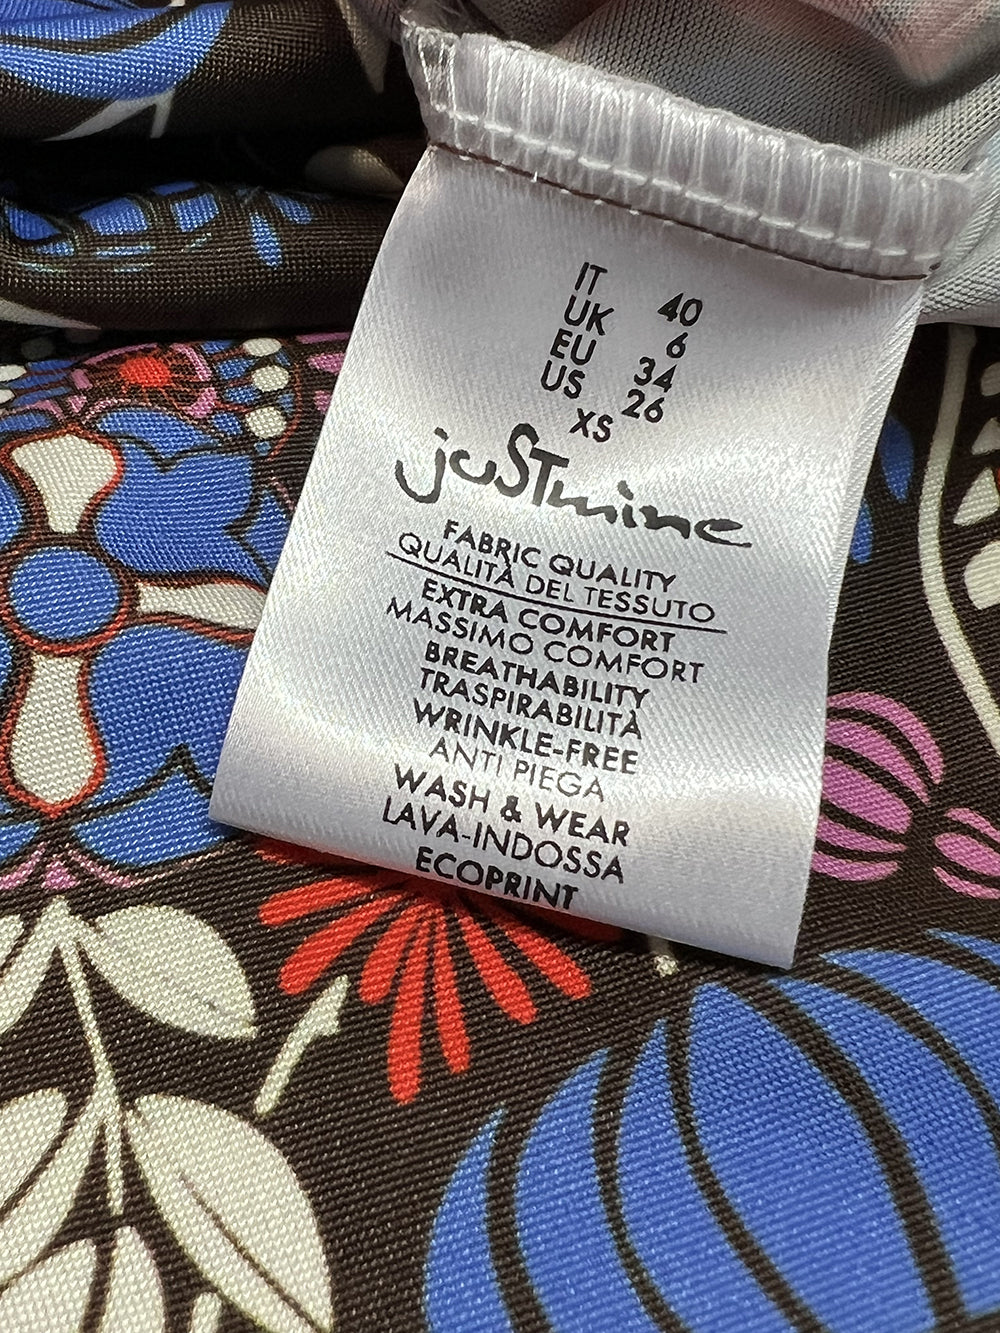 IT 40
UK 6
EU 34
US 26
XS
juSTmine
FABRIC QUALITY
QUALITÀ DEL TESSUTO
EXTRA COMFORT
MASSIMO COMFORT
BREATHABILITY
TRASPIRABILITÀ
WRINKLE-FREE
ANTI PIEGA
WASH & WEAR
LAVA-INDOSSA
ECOPRINT